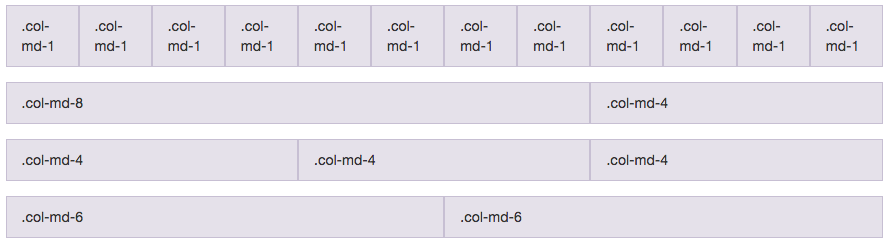 .col- .col- .col- .col- .col- .col- .col- .col- .col- .col- .col- .col-
md-1 md-1 md-1 md-1 md-1 md-1 md-1 md-1 md-1 md-1 md-1 md-1
.col-md-8 .col-md-4
.col-md-4 .col-md-4 .col-md-4
.col-md-6 .col-md-6